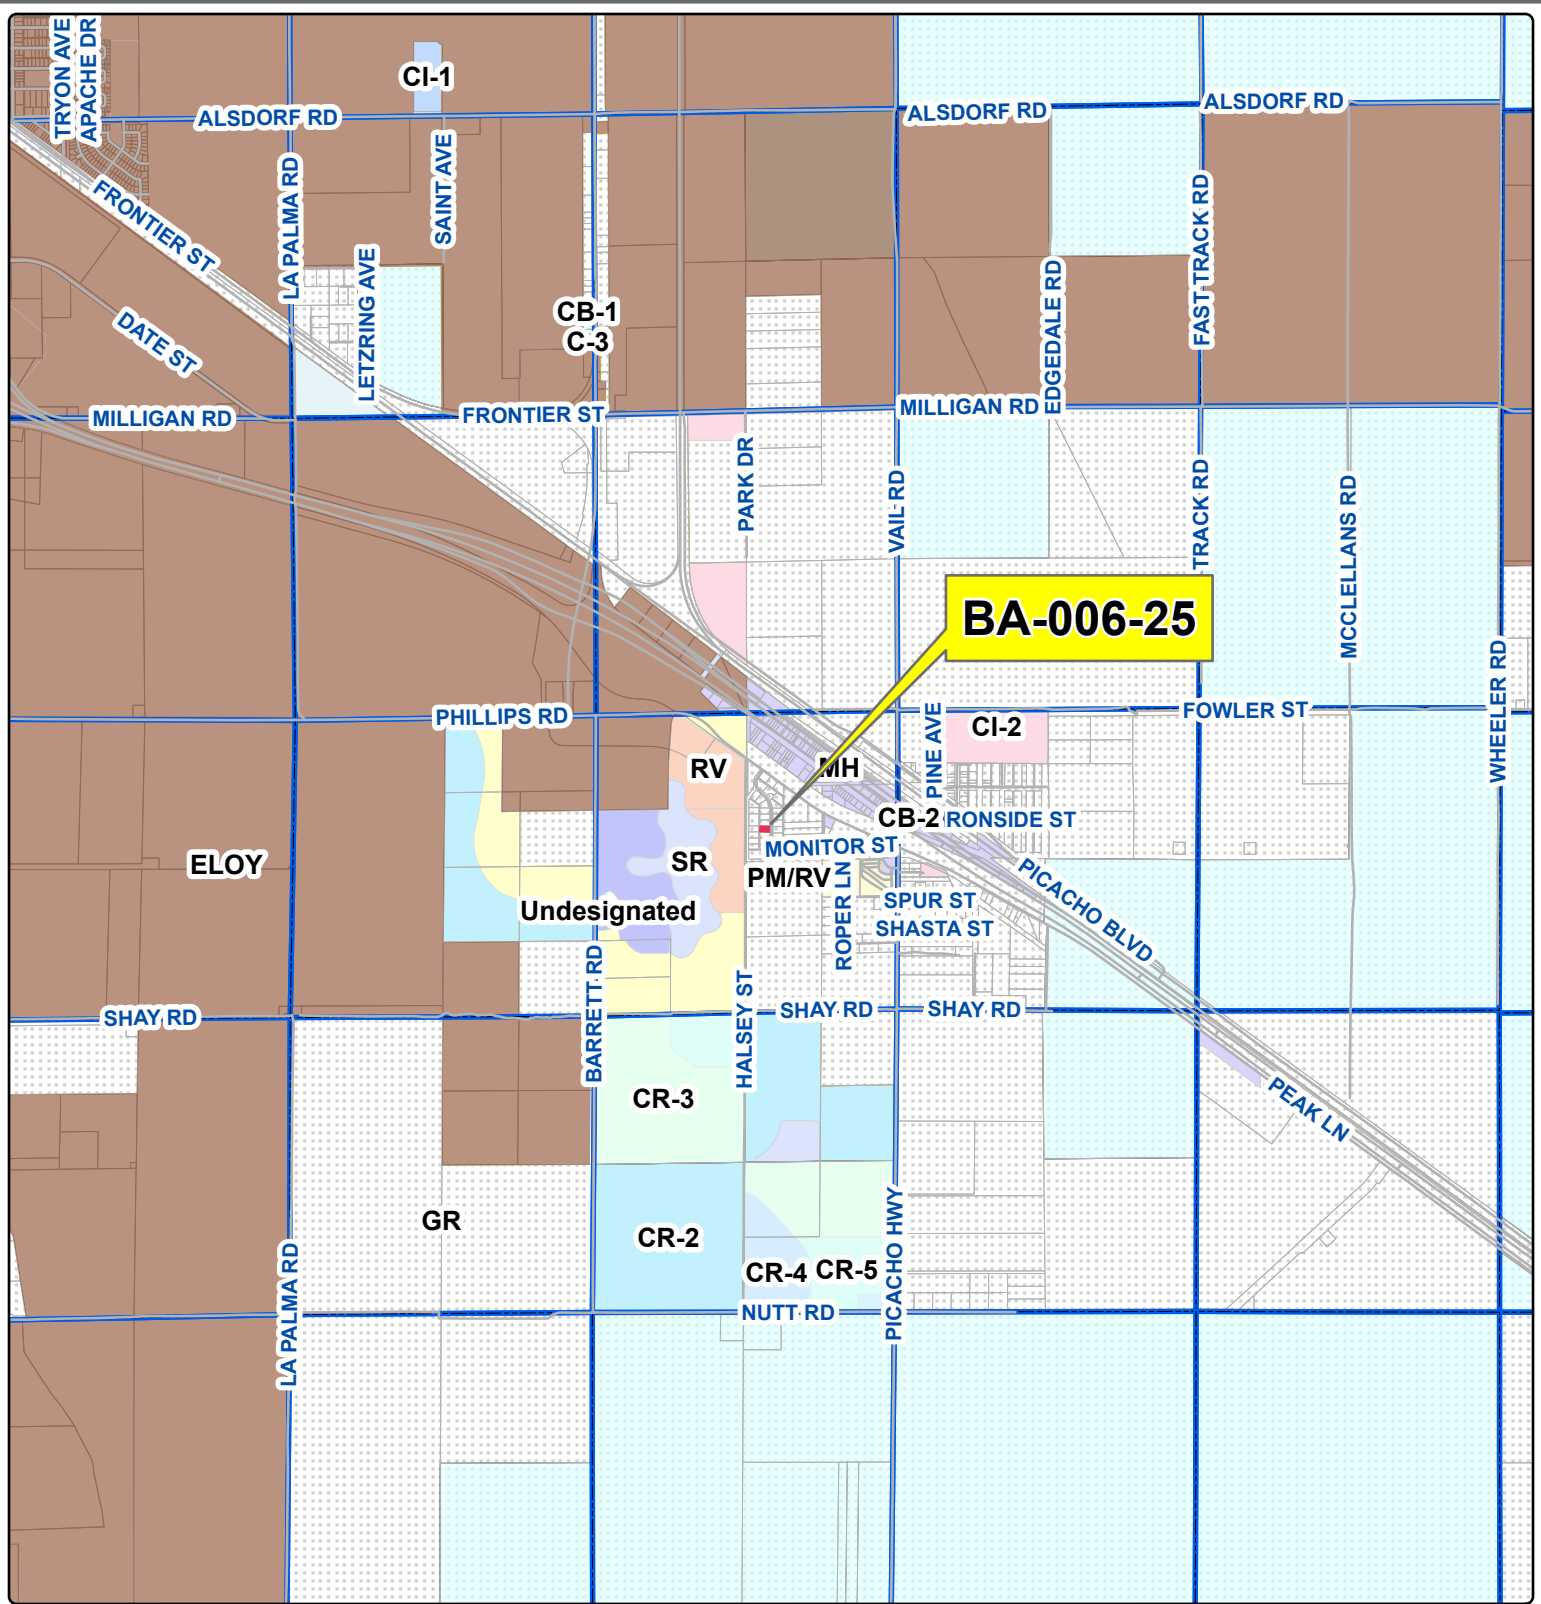 TRYON AVE
APACHE DR
CI-1
ALSDORF RD
ALSDORF RD
ALSDORF RD
FRONTIER ST
LA PALMA RD
SAINT AVE
LETZRING AVE
DATE ST
CB-1
C-3
EDGEDALE RD
FAST TRACK RD
MILLIGAN RD
FRONTIER ST
MILLIGAN RD
PARK DR
VAIL RD
TRACK RD
MCCLELLANS RD
BA-006-25
WHEELER RD
PHILLIPS RD
PINE AVE
CI-2
FOWLER ST
RV
MH
CB-2
RONSIDE ST
MONITOR ST
ELOY
SR
PM/RV
ROPER LN
PICACHO BLVD
Undesignated
SPUR ST
SHASTA ST
BARRETT RD
HALSEY ST
SHAY RD
SHAY RD
SHAY RD
CR-3
PEAK LN
GR
CR-2
CR-4
CR-5
PICACHO HWY
LA PALMA RD
NUTT RD